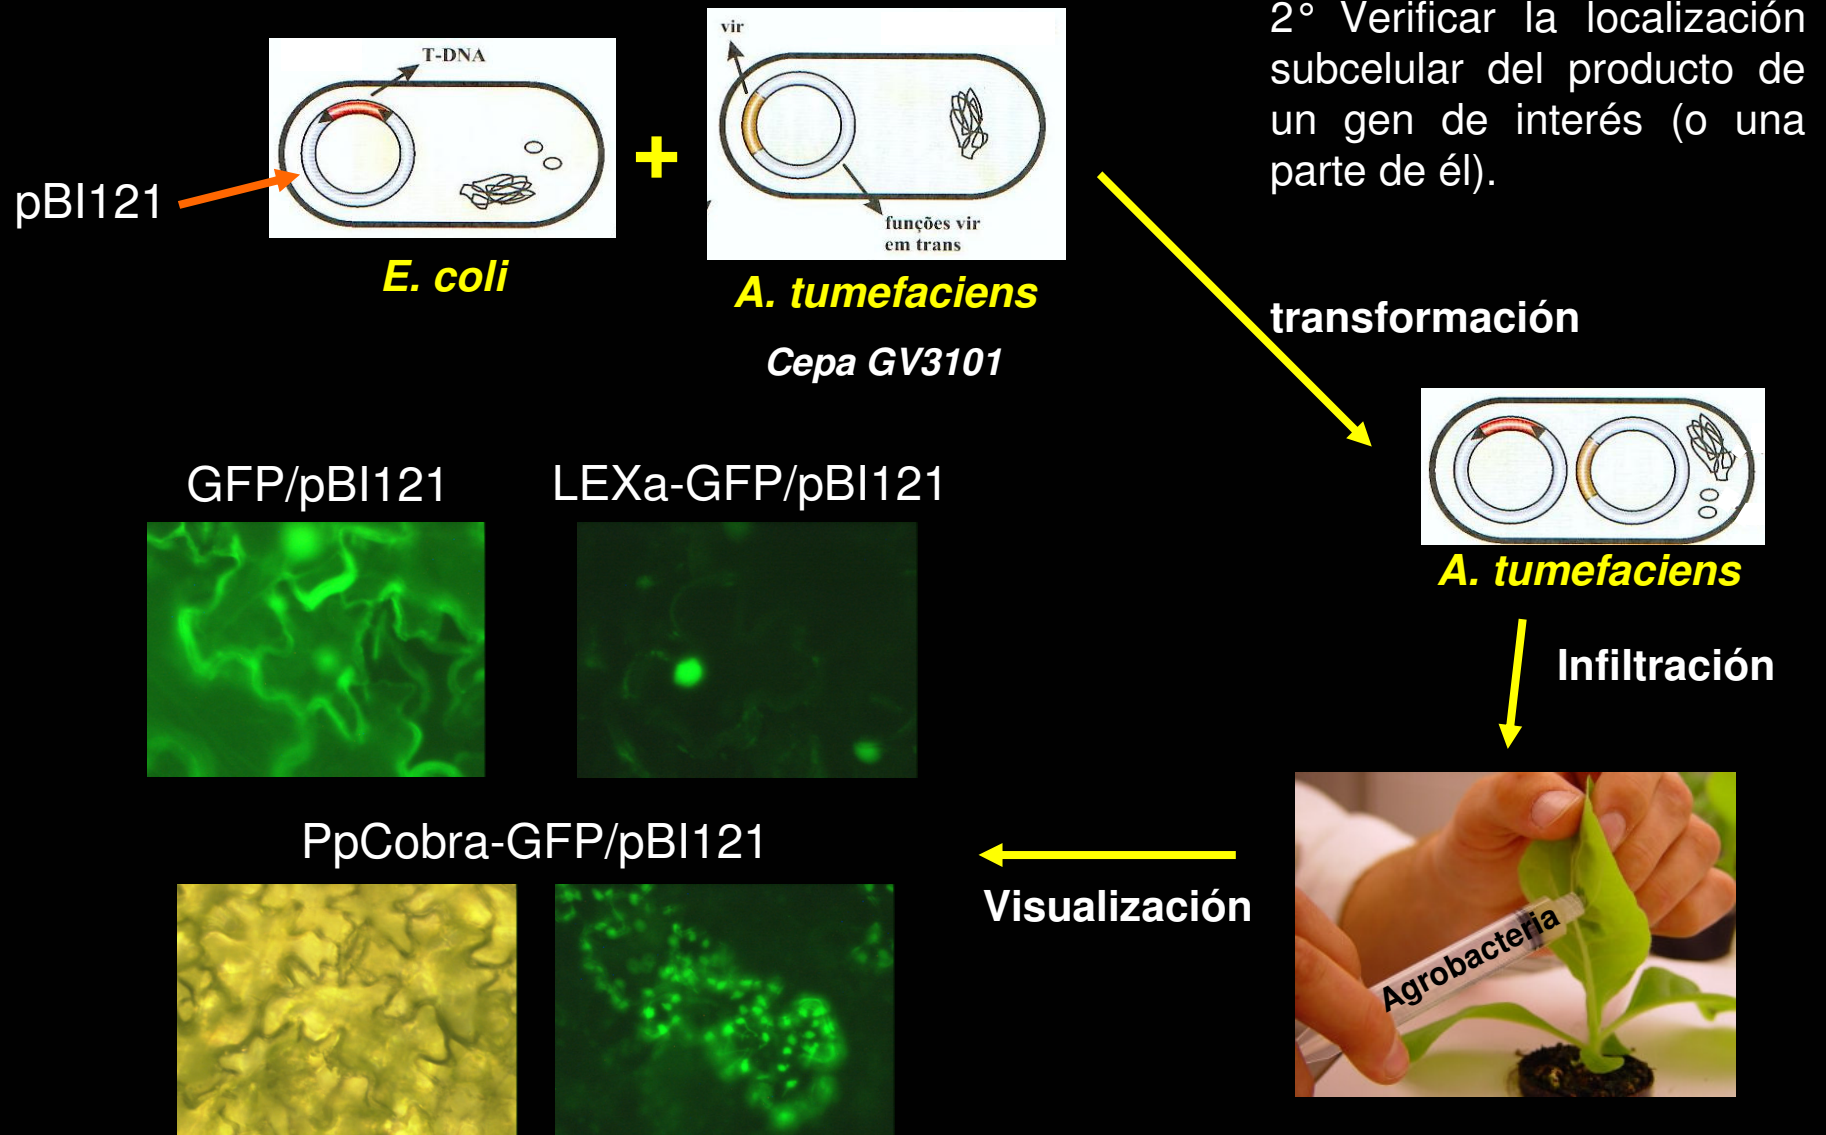 2° Verificar la localización
subcelular del producto de
un gen de interés (o una
parte de él).
T-DNA
vir
funções vir
em trans
pBI121
+
E. coli
A. tumefaciens
Cepa GV3101
transformación
A. tumefaciens
Infiltración
Agrobacteria
Visualización
GFP/pBI121
LEXa-GFP/pBI121
PpCobra-GFP/pBI121